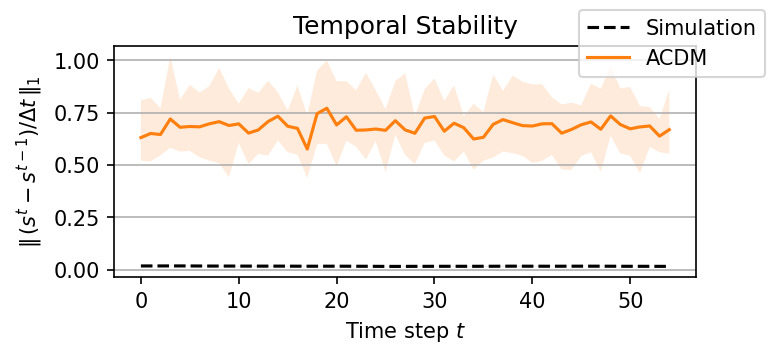 Temporal Stability
Simulation
ACDM
‖(s^t − s^{t−1})/Δt‖₁
1.00
0.75
0.50
0.25
0.00
0 10 20 30 40 50
Time step t